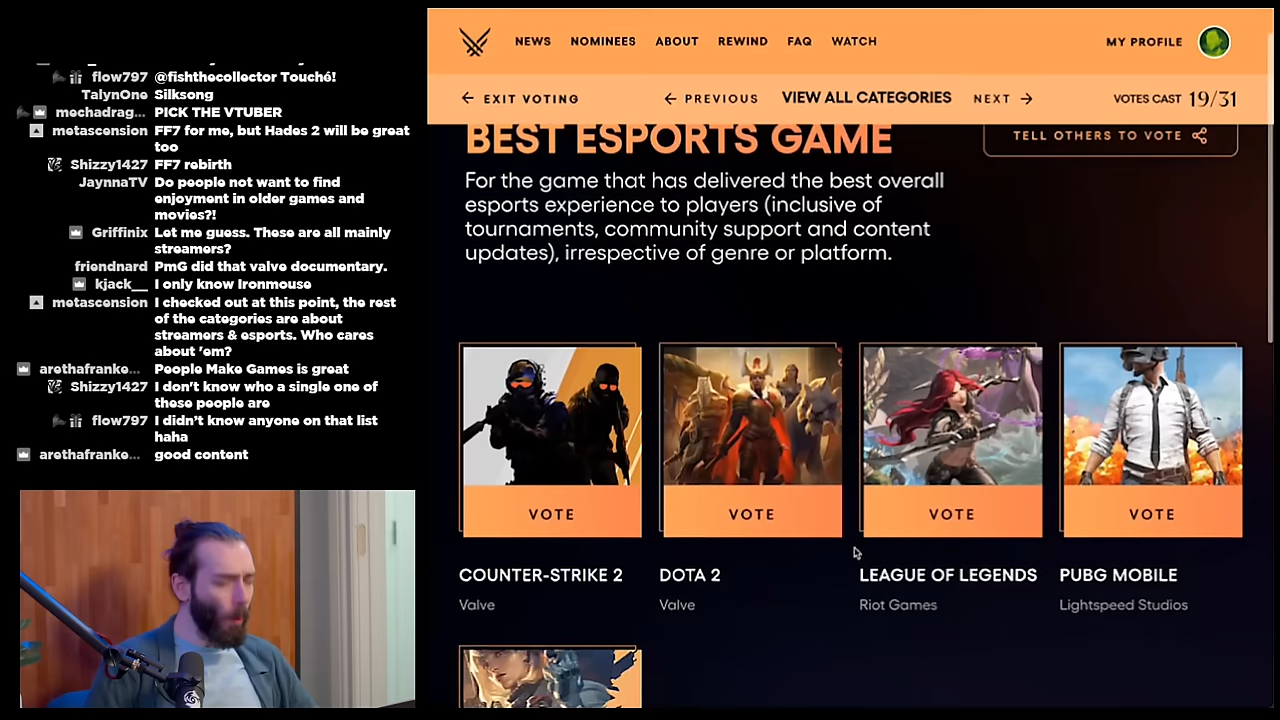 flow797 @fishthecollector Touché!
TalynOne Silksong
mechadrag... PICK THE VTUBER
metascension FF7 for me, but Hades 2 will be great
too
Shizzy1427 FF7 rebirth
JaynnaTV Do people not want to find
enjoyment in older games and
movies?!
Griffinix Let me guess. These are all mainly
streamers?
friendnard PmG did that valve documentary.
kjack__ I only know Ironmouse
metascension I checked out at this point, the rest
of the categories are about
streamers & esports. Who cares
about 'em?
arethafranke... People Make Games is great
Shizzy1427 I don't know who a single one of
these people are
flow797 I didn't know anyone on that list
haha
arethafranke... good content
NEWS NOMINEES ABOUT REWIND FAQ WATCH MY PROFILE
← EXIT VOTING ← PREVIOUS VIEW ALL CATEGORIES NEXT → VOTES CAST 19/31
BEST ESPORTS GAME TELL OTHERS TO VOTE
For the game that has delivered the best overall
esports experience to players (inclusive of
tournaments, community support and content
updates), irrespective of genre or platform.
VOTE VOTE VOTE VOTE
COUNTER-STRIKE 2 DOTA 2 LEAGUE OF LEGENDS PUBG MOBILE
Valve Valve Riot Games Lightspeed Studios